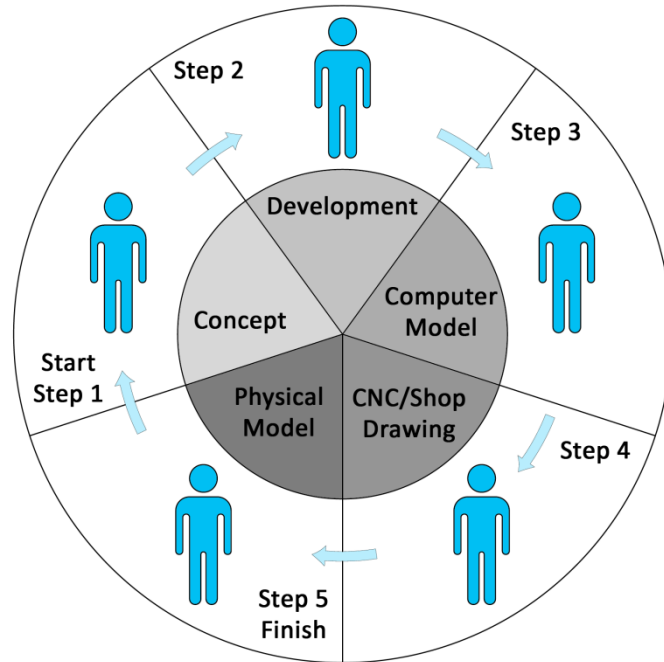 Step 2
Step 3
Development
Computer
Model
Concept
Start
Step 1
Physical
Model
CNC/Shop
Drawing
Step 4
Step 5
Finish